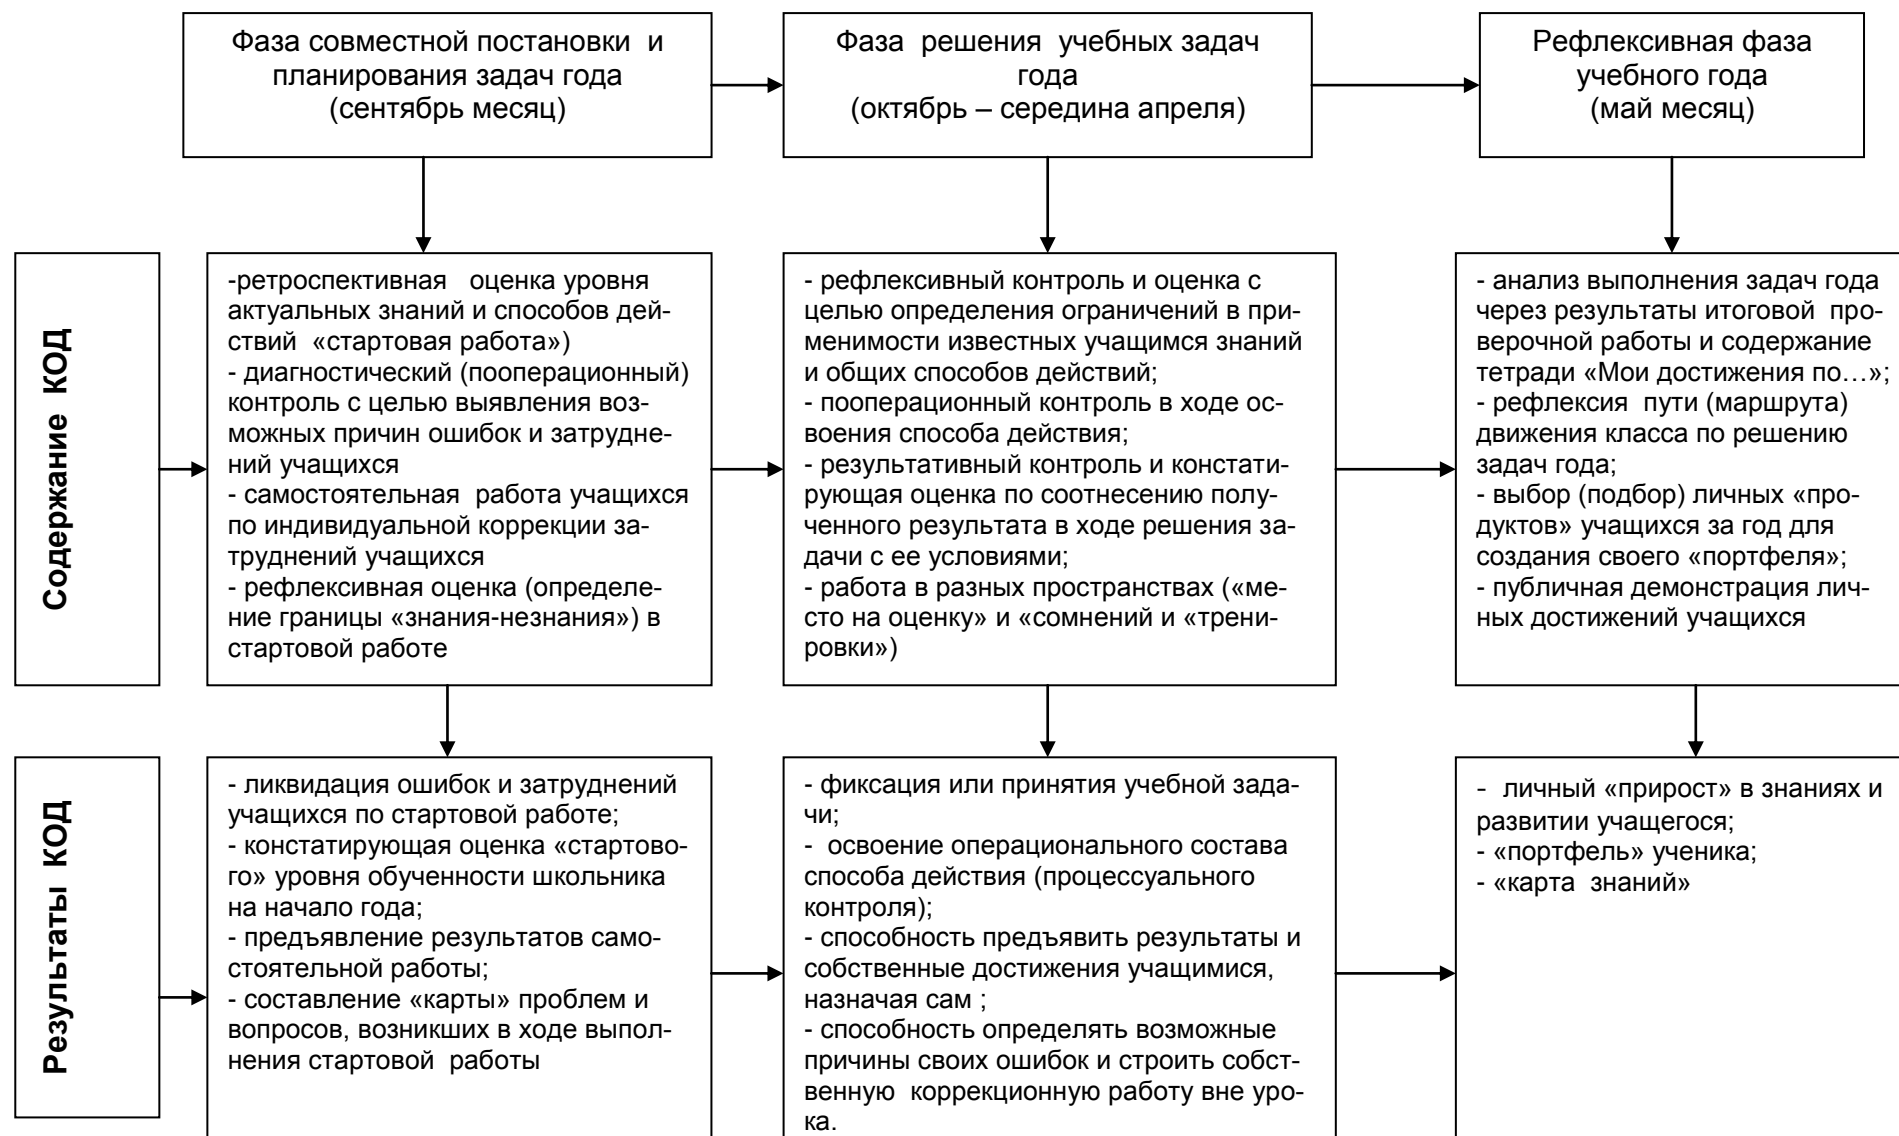 Фаза совместной постановки и
планирования задач года
(сентябрь месяц)
Фаза решения учебных задач
года
(октябрь – середина апреля)
Рефлексивная фаза
учебного года
(май месяц)
Содержание КОД
-ретроспективная оценка уровня
актуальных знаний и способов дей-
ствий «стартовая работа»)
- диагностический (пооперационный)
контроль с целью выявления воз-
можных причин ошибок и затрудне-
ний учащихся
- самостоятельная работа учащихся
по индивидуальной коррекции за-
труднений учащихся
- рефлексивная оценка (определе-
ние границы «знания-незнания») в
стартовой работе
- рефлексивный контроль и оценка с
целью определения ограничений в при-
менимости известных учащимся знаний
и общих способов действий;
- пооперационный контроль в ходе ос-
воения способа действия;
- результативный контроль и констати-
рующая оценка по соотнесению полу-
ченного результата в ходе решения за-
дачи с ее условиями;
- работа в разных пространствах («ме-
сто на оценку» и «сомнений и «трени-
ровки»)
- анализ выполнения задач года
через результаты итоговой про-
верочной работы и содержание
тетради «Мои достижения по…»;
- рефлексия пути (маршрута)
движения класса по решению
задач года;
- выбор (подбор) личных «про-
дуктов» учащихся за год для
создания своего «портфеля»;
- публичная демонстрация лич-
ных достижений учащихся
Результаты КОД
- ликвидация ошибок и затруднений
учащихся по стартовой работе;
- констатирующая оценка «стартово-
го» уровня обученности школьника
на начало года;
- предъявление результатов само-
стоятельной работы;
- составление «карты» проблем и
вопросов, возникших в ходе выпол-
нения стартовой работы
- фиксация или принятия учебной зада-
чи;
- освоение операционального состава
способа действия (процессуального
контроля);
- способность предъявить результаты и
собственные достижения учащимися,
назначая сам ;
- способность определять возможные
причины своих ошибок и строить собст-
венную коррекционную работу вне уро-
ка.
- личный «прирост» в знаниях и
развитии учащегося;
- «портфель» ученика;
- «карта знаний»